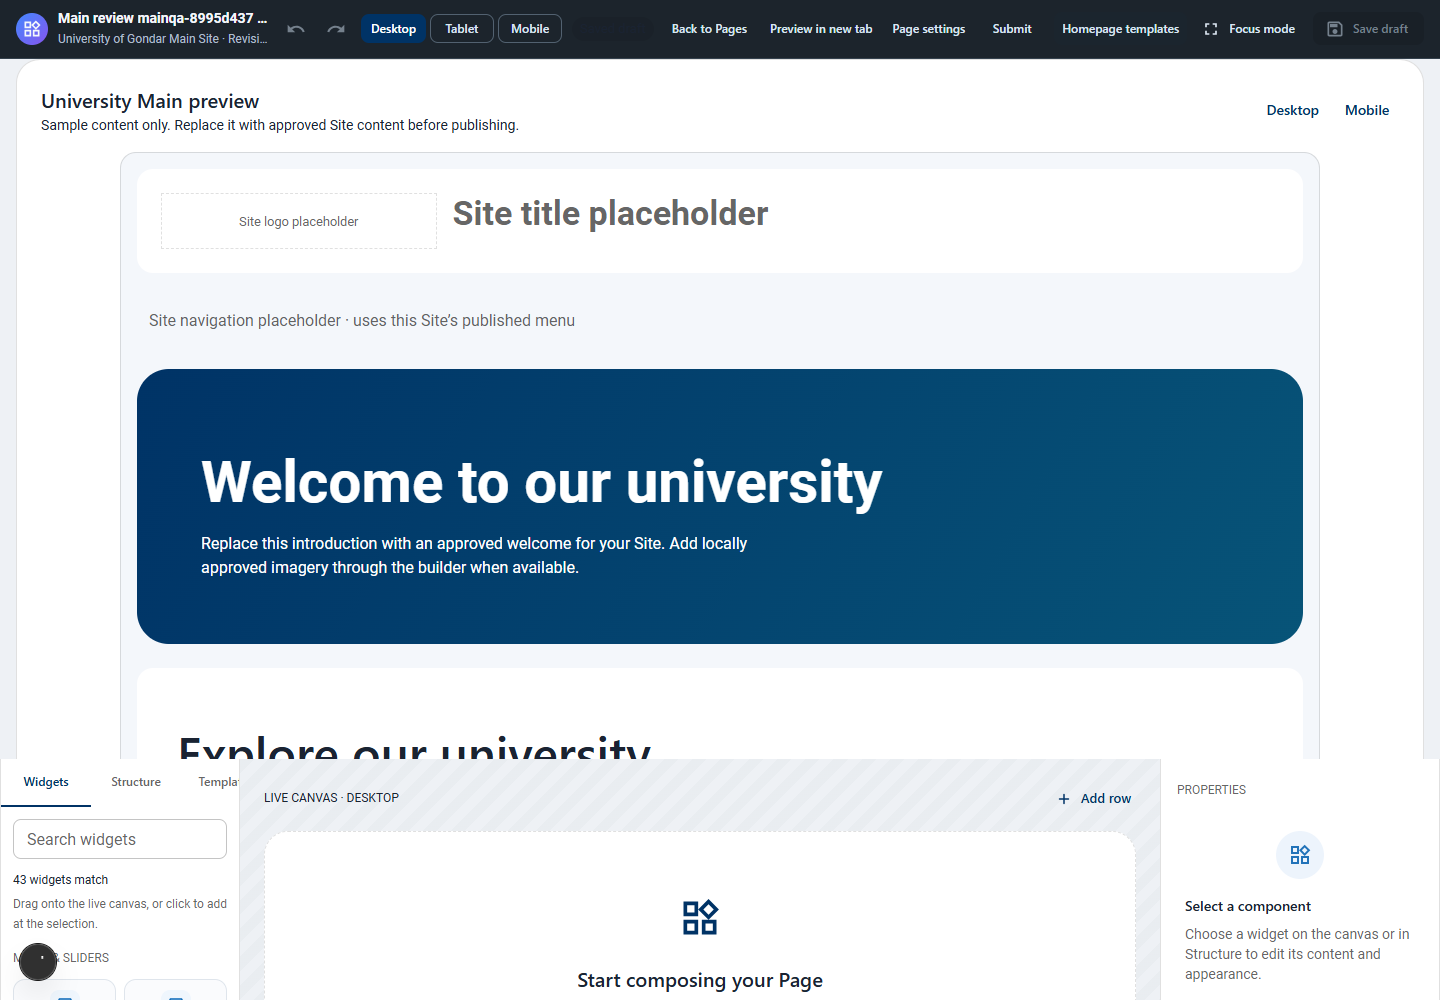 Main review mainqa-8995d437 ...
University of Gondar Main Site · Revisi...
Desktop
Tablet
Mobile
Back to Pages
Preview in new tab
Page settings
Submit
Homepage templates
Focus mode
Save draft
University Main preview
Sample content only. Replace it with approved Site content before publishing.
Desktop
Mobile
Site logo placeholder
Site title placeholder
Site navigation placeholder · uses this Site’s published menu
Welcome to our university
Replace this introduction with an approved welcome for your Site. Add locally
approved imagery through the builder when available.
Explore our university
Widgets
Structure
Templa
Search widgets
43 widgets match
Drag onto the live canvas, or click to add
at the selection.
& SLIDERS
LIVE CANVAS · DESKTOP
Add row
Start composing your Page
PROPERTIES
Select a component
Choose a widget on the canvas or in
Structure to edit its content and
appearance.